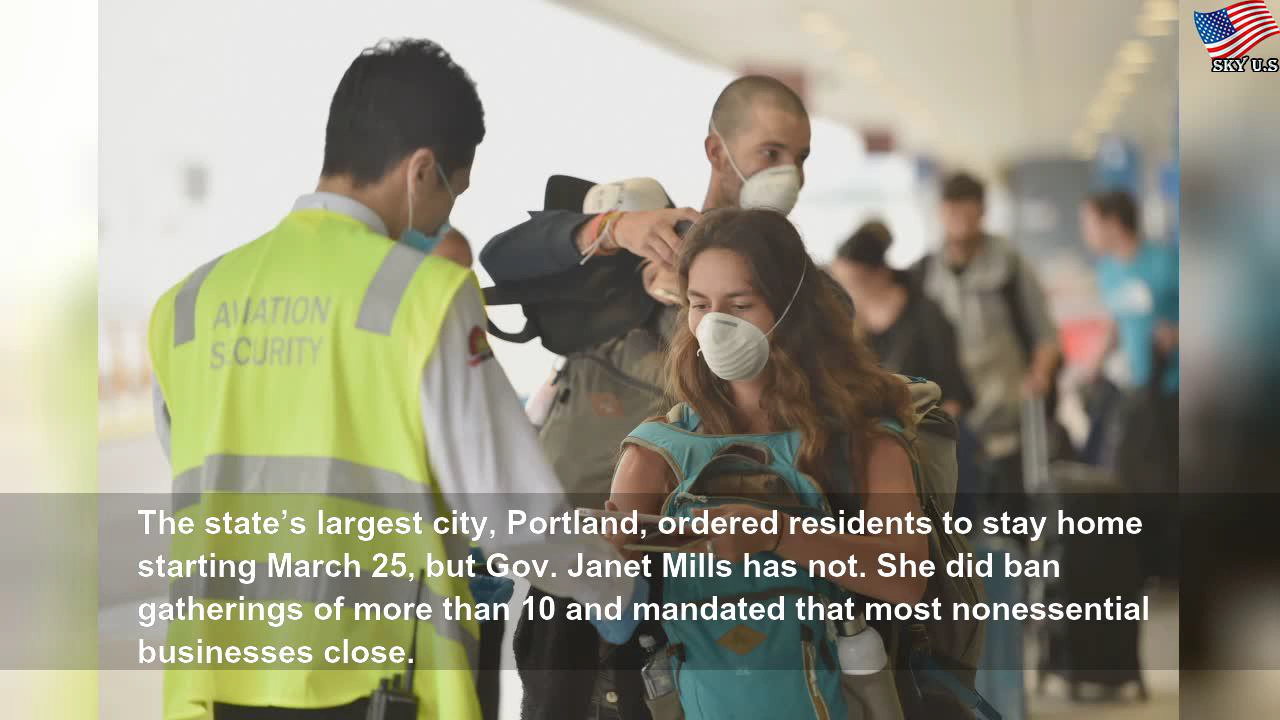 SKY U.S
AVIATION
SECURITY
The state’s largest city, Portland, ordered residents to stay home
starting March 25, but Gov. Janet Mills has not. She did ban
gatherings of more than 10 and mandated that most nonessential
businesses close.